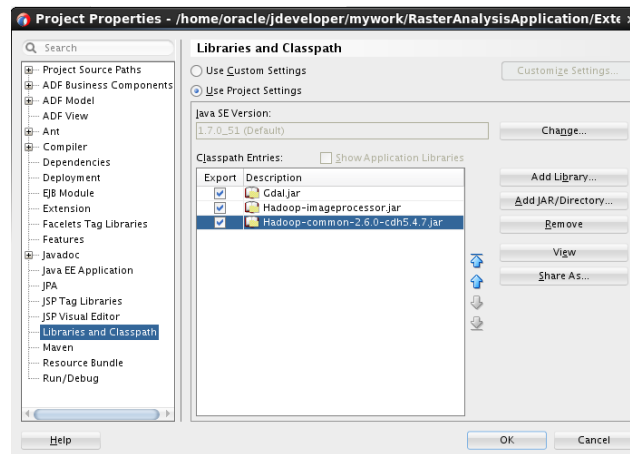 Project Properties - /home/oracle/jdeveloper/mywork/RasterAnalysisApplication/Exte
Search
Project Source Paths
ADF Business Components
ADF Model
ADF View
Ant
Compiler
Dependencies
Deployment
EJB Module
Extension
Facelets Tag Libraries
Features
Javadoc
Java EE Application
JPA
JSP Tag Libraries
JSP Visual Editor
Libraries and Classpath
Maven
Resource Bundle
Run/Debug
Libraries and Classpath
Use Custom Settings
Customize Settings...
Use Project Settings
Java SE Version:
1.7.0_51 (Default)
Change...
Classpath Entries:
Show Application Libraries
Export Description
Gdal.jar
Hadoop-imageprocessor.jar
Hadoop-common-2.6.0-cdh5.4.7.jar
Add Library...
Add JAR/Directory...
Remove
View
Share As...
Help
OK
Cancel